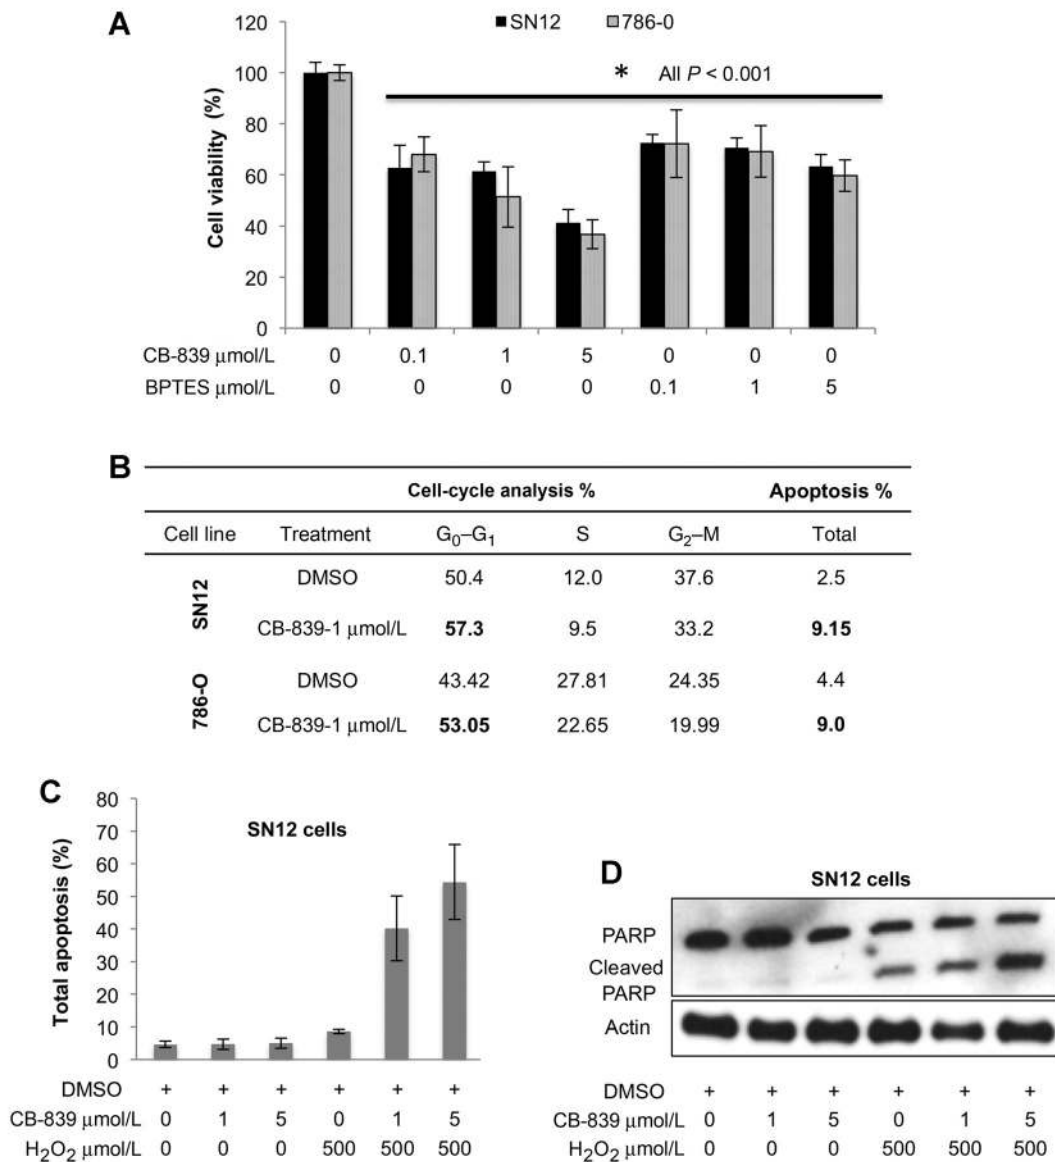 A
SN12 786-0
* All P < 0.001
Cell viability (%)
120
100
80
60
40
20
0
CB-839 μmol/L 0 0.1 1 5 0 0 0
BPTES μmol/L 0 0 0 0 0.1 1 5
B
Cell-cycle analysis % Apoptosis %
Cell line Treatment G₀–G₁ S G₂–M Total
SN12
DMSO 50.4 12.0 37.6 2.5
CB-839-1 μmol/L 57.3 9.5 33.2 9.15
786-O
DMSO 43.42 27.81 24.35 4.4
CB-839-1 μmol/L 53.05 22.65 19.99 9.0
C
SN12 cells
Total apoptosis (%)
80
70
60
50
40
30
20
10
0
DMSO + + + + + +
CB-839 μmol/L 0 1 5 0 1 5
H₂O₂ μmol/L 0 0 0 500 500 500
D
SN12 cells
PARP
Cleaved
PARP
Actin
DMSO + + + + + +
CB-839 μmol/L 0 1 5 0 1 5
H₂O₂ μmol/L 0 0 0 500 500 500